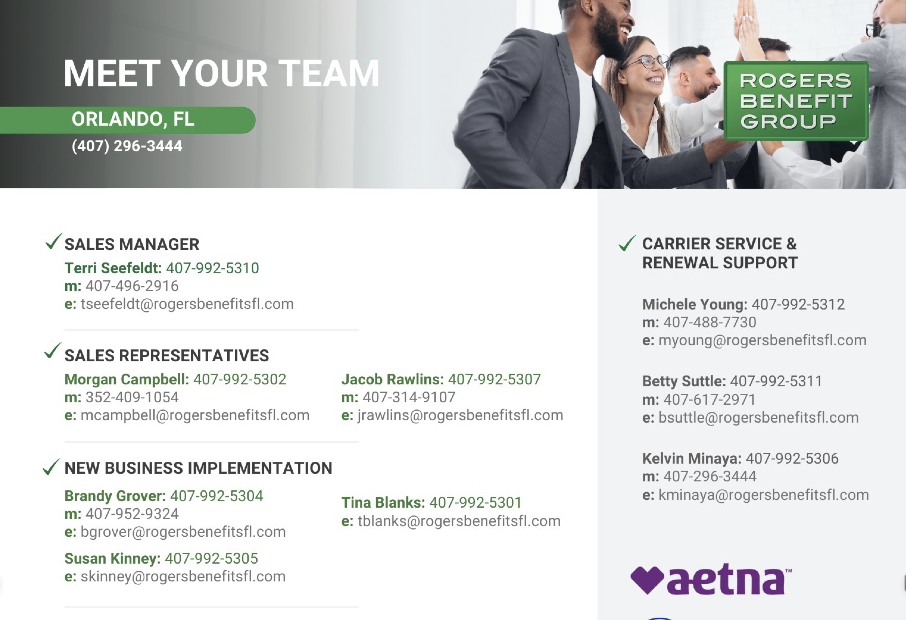 MEET YOUR TEAM
ORLANDO, FL
(407) 296-3444
ROGERS
BENEFIT
GROUP
SALES MANAGER
Terri Seefeldt: 407-992-5310
m: 407-496-2916
e: tseefeldt@rogersbenefitsfl.com
SALES REPRESENTATIVES
Morgan Campbell: 407-992-5302
m: 352-409-1054
e: mcampbell@rogersbenefitsfl.com
Jacob Rawlins: 407-992-5307
m: 407-314-9107
e: jrawlins@rogersbenefitsfl.com
NEW BUSINESS IMPLEMENTATION
Brandy Grover: 407-992-5304
m: 407-952-9324
e: bgrover@rogersbenefitsfl.com
Tina Blanks: 407-992-5301
e: tblanks@rogersbenefitsfl.com
Susan Kinney: 407-992-5305
e: skinney@rogersbenefitsfl.com
CARRIER SERVICE &
RENEWAL SUPPORT
Michele Young: 407-992-5312
m: 407-488-7730
e: myoung@rogersbenefitsfl.com
Betty Suttle: 407-992-5311
m: 407-617-2971
e: bsuttle@rogersbenefitsfl.com
Kelvin Minaya: 407-992-5306
m: 407-296-3444
e: kminaya@rogersbenefitsfl.com
aetna™